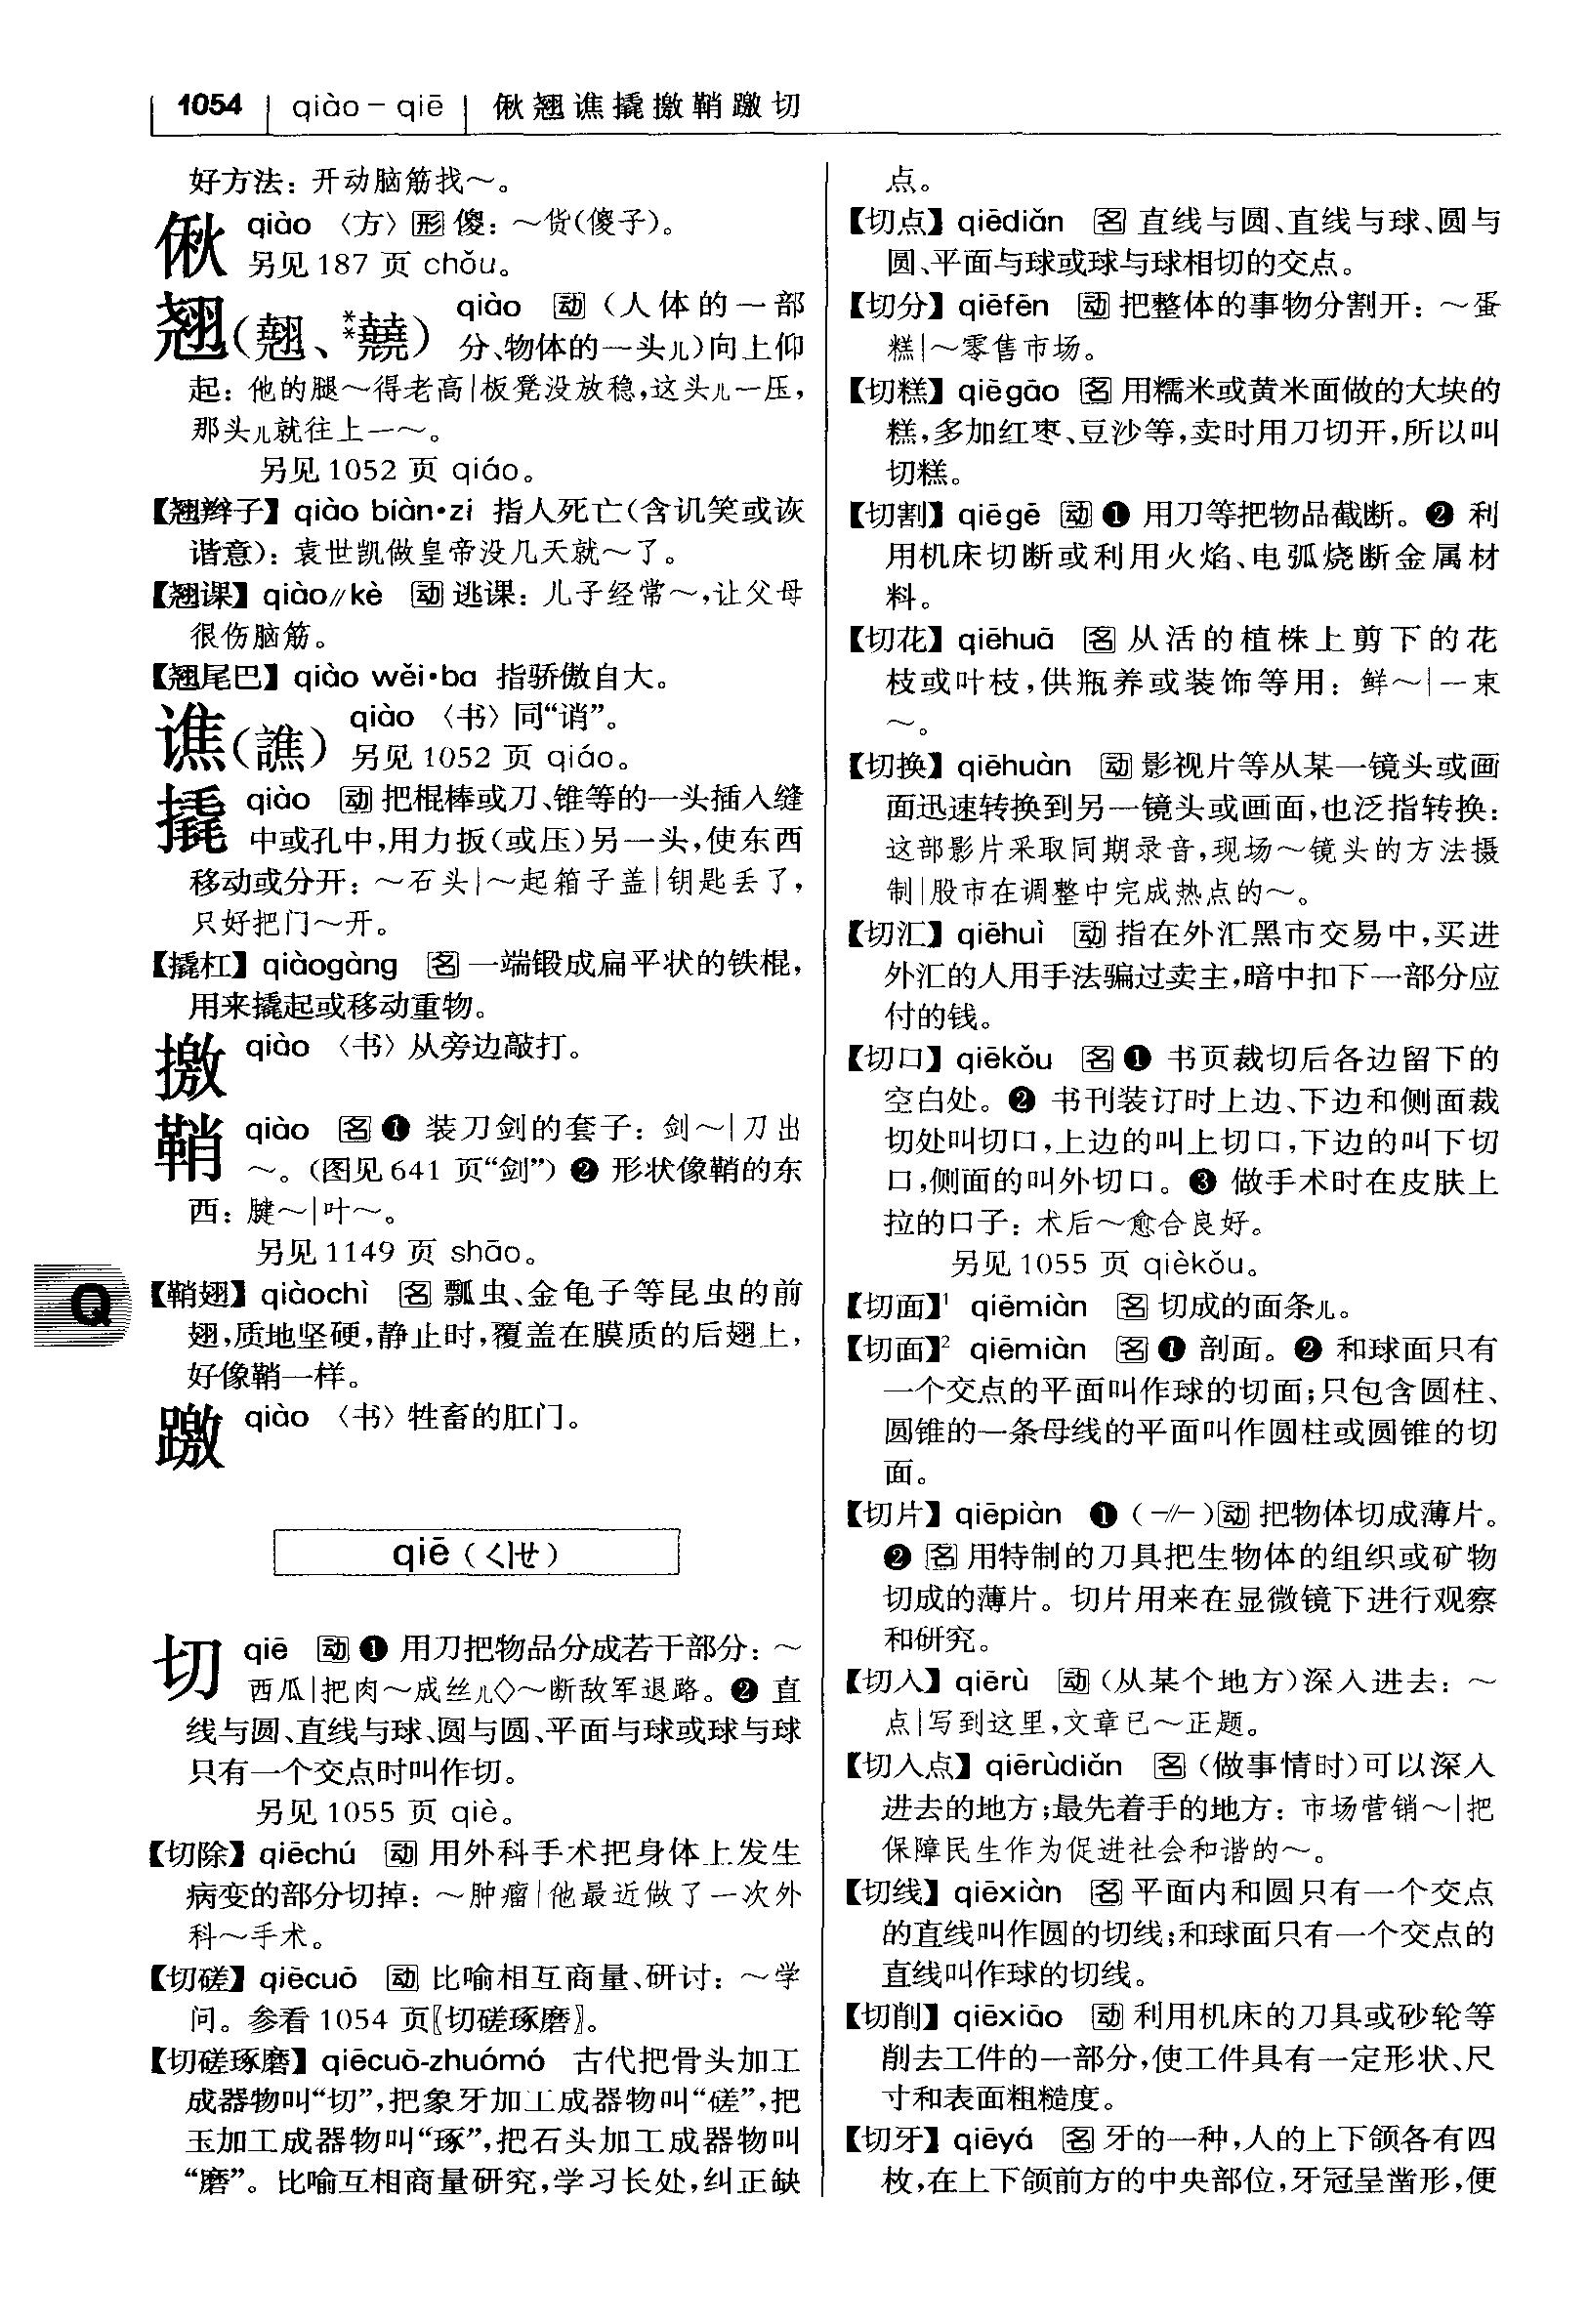 1054 qiào－qiē 偢翘谯撬撽鞘躈切
好方法：开动脑筋找～。
偢 qiào 〈方〉形 傻：～货(傻子)。
另见 187 页 chǒu。
翘(翹、**䎗) qiào 动 (人体的一部
分、物体的一头儿)向上仰
起：他的腿～得老高|板凳没放稳，这头儿一压，
那头儿就往上一～。
另见 1052 页 qiáo。
【翘辫子】qiào biàn•zi 指人死亡(含讥笑或诙
谐意)：袁世凯做皇帝没几天就～了。
【翘课】qiào∥kè 动 逃课：儿子经常～，让父母
很伤脑筋。
【翘尾巴】qiào wěi•ba 指骄傲自大。
谯(譙) qiào 〈书〉同“诮”。
另见 1052 页 qiáo。
撬 qiào 动 把棍棒或刀、锥等的一头插入缝
中或孔中，用力扳(或压)另一头，使东西
移动或分开：～石头|～起箱子盖|钥匙丢了，
只好把门～开。
【撬杠】qiàogàng 名 一端锻成扁平状的铁棍，
用来撬起或移动重物。
撽 qiào 〈书〉从旁边敲打。
鞘 qiào 名 ❶ 装刀剑的套子：剑～|刀出
～。(图见 641 页“剑”) ❷ 形状像鞘的东
西：腱～|叶～。
另见 1149 页 shāo。
Q
【鞘翅】qiàochì 名 瓢虫、金龟子等昆虫的前
翅，质地坚硬，静止时，覆盖在膜质的后翅上，
好像鞘一样。
躈 qiào 〈书〉牲畜的肛门。
qiē (ㄑㄧㄝ)
切 qiē 动 ❶ 用刀把物品分成若干部分：～
西瓜|把肉～成丝儿◇～断敌军退路。❷ 直
线与圆、直线与球、圆与圆、平面与球或球与球
只有一个交点时叫作切。
另见 1055 页 qiè。
【切除】qiēchú 动 用外科手术把身体上发生
病变的部分切掉：～肿瘤|他最近做了一次外
科～手术。
【切磋】qiēcuō 动 比喻相互商量、研讨：～学
问。参看 1054 页〖切磋琢磨〗。
【切磋琢磨】qiēcuō-zhuómó 古代把骨头加工
成器物叫“切”，把象牙加工成器物叫“磋”，把
玉加工成器物叫“琢”，把石头加工成器物叫
“磨”。比喻互相商量研究，学习长处，纠正缺
点。
【切点】qiēdiǎn 名 直线与圆、直线与球、圆与
圆、平面与球或球与球相切的交点。
【切分】qiēfēn 动 把整体的事物分割开：～蛋
糕|～零售市场。
【切糕】qiēgāo 名 用糯米或黄米面做的大块的
糕，多加红枣、豆沙等，卖时用刀切开，所以叫
切糕。
【切割】qiēgē 动 ❶ 用刀等把物品截断。❷ 利
用机床切断或利用火焰、电弧烧断金属材
料。
【切花】qiēhuā 名 从活的植株上剪下的花
枝或叶枝，供瓶养或装饰等用：鲜～|一束
～。
【切换】qiēhuàn 动 影视片等从某一镜头或画
面迅速转换到另一镜头或画面，也泛指转换：
这部影片采取同期录音，现场～镜头的方法摄
制|股市在调整中完成热点的～。
【切汇】qiēhuì 动 指在外汇黑市交易中，买进
外汇的人用手法骗过卖主，暗中扣下一部分应
付的钱。
【切口】qiēkǒu 名 ❶ 书页裁切后各边留下的
空白处。❷ 书刊装订时上边、下边和侧面裁
切处叫切口，上边的叫上切口，下边的叫下切
口，侧面的叫外切口。❸ 做手术时在皮肤上
拉的口子：术后～愈合良好。
另见 1055 页 qièkǒu。
【切面】¹ qiēmiàn 名 切成的面条儿。
【切面】² qiēmiàn 名 ❶ 剖面。❷ 和球面只有
一个交点的平面叫作球的切面；只包含圆柱、
圆锥的一条母线的平面叫作圆柱或圆锥的切
面。
【切片】qiēpiàn ❶ (-∥-)动 把物体切成薄片。
❷ 名 用特制的刀具把生物体的组织或矿物
切成的薄片。切片用来在显微镜下进行观察
和研究。
【切入】qiērù 动 (从某个地方)深入进去：～
点|写到这里，文章已～正题。
【切入点】qiērùdiǎn 名 (做事情时)可以深入
进去的地方；最先着手的地方：市场营销～|把
保障民生作为促进社会和谐的～。
【切线】qiēxiàn 名 平面内和圆只有一个交点
的直线叫作圆的切线；和球面只有一个交点的
直线叫作球的切线。
【切削】qiēxiāo 动 利用机床的刀具或砂轮等
削去工件的一部分，使工件具有一定形状、尺
寸和表面粗糙度。
【切牙】qiēyá 名 牙的一种，人的上下颌各有四
枚，在上下颌前方的中央部位，牙冠呈凿形，便